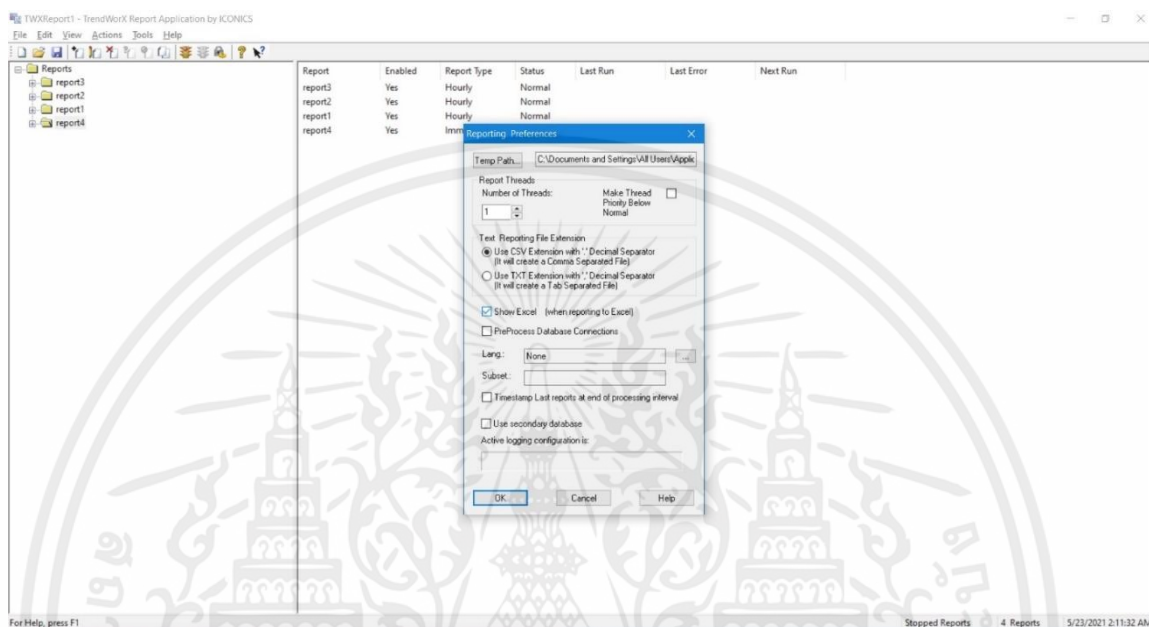 TWXReport1 - TrendWorX Report Application by ICONICS
File Edit View Actions Tools Help
Reports
report3
report2
report1
report4
Report Enabled Report Type Status Last Run Last Error Next Run
report3 Yes Hourly Normal
report2 Yes Hourly Normal
report1 Yes Hourly Normal
report4 Yes Imm
Reporting Preferences
Temp Path... C:\Documents and Settings\All Users\Applic
Report Threads
Number of Threads: Make Thread
Priority Below
Normal
1
Text Reporting File Extension
Use CSV Extension with '.' Decimal Separator
(It will create a Comma Separated File)
Use TXT Extension with ',' Decimal Separator
(It will create a Tab Separated File)
Show Excel (when reporting to Excel)
PreProcess Database Connections
Lang.: None ...
Subset.:
Timestamp Last reports at end of processing interval
Use secondary database
Active logging configuration is:
OK Cancel Help
For Help, press F1 Stopped Reports 4 Reports 5/23/2021 2:11:32 AM